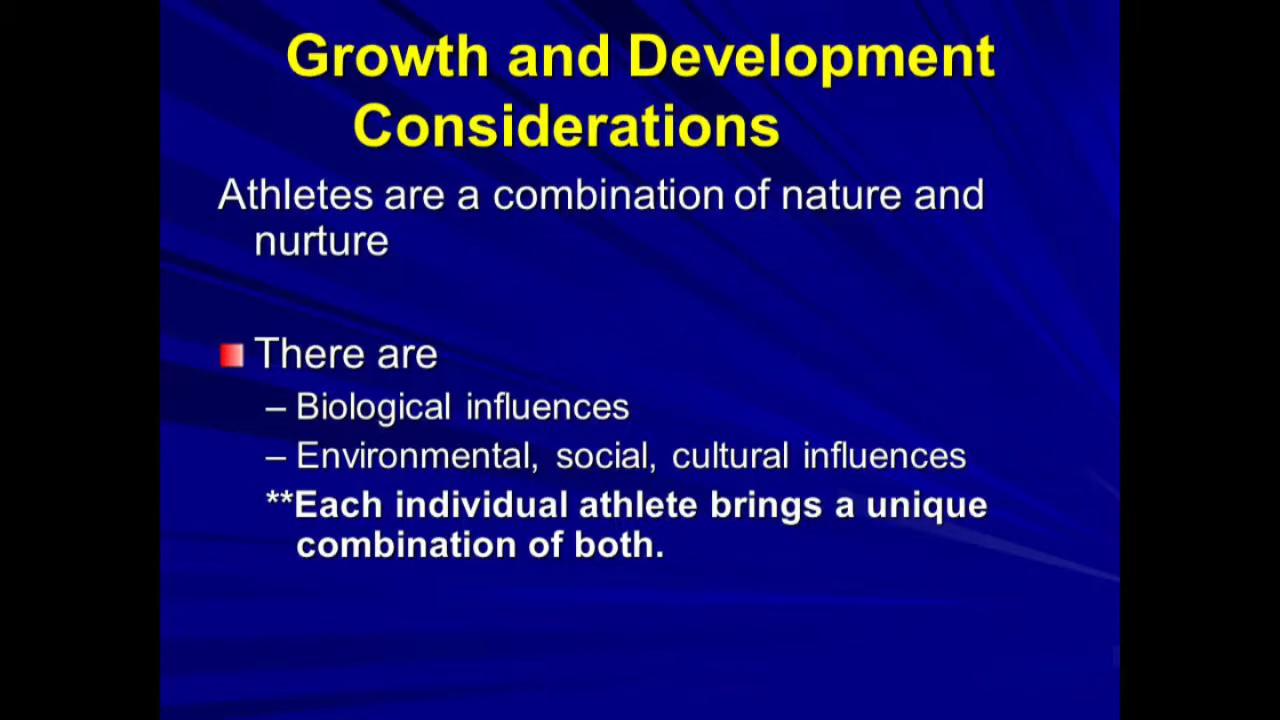 Growth and Development
Considerations
Athletes are a combination of nature and
nurture
There are
– Biological influences
– Environmental, social, cultural influences
**Each individual athlete brings a unique
combination of both.